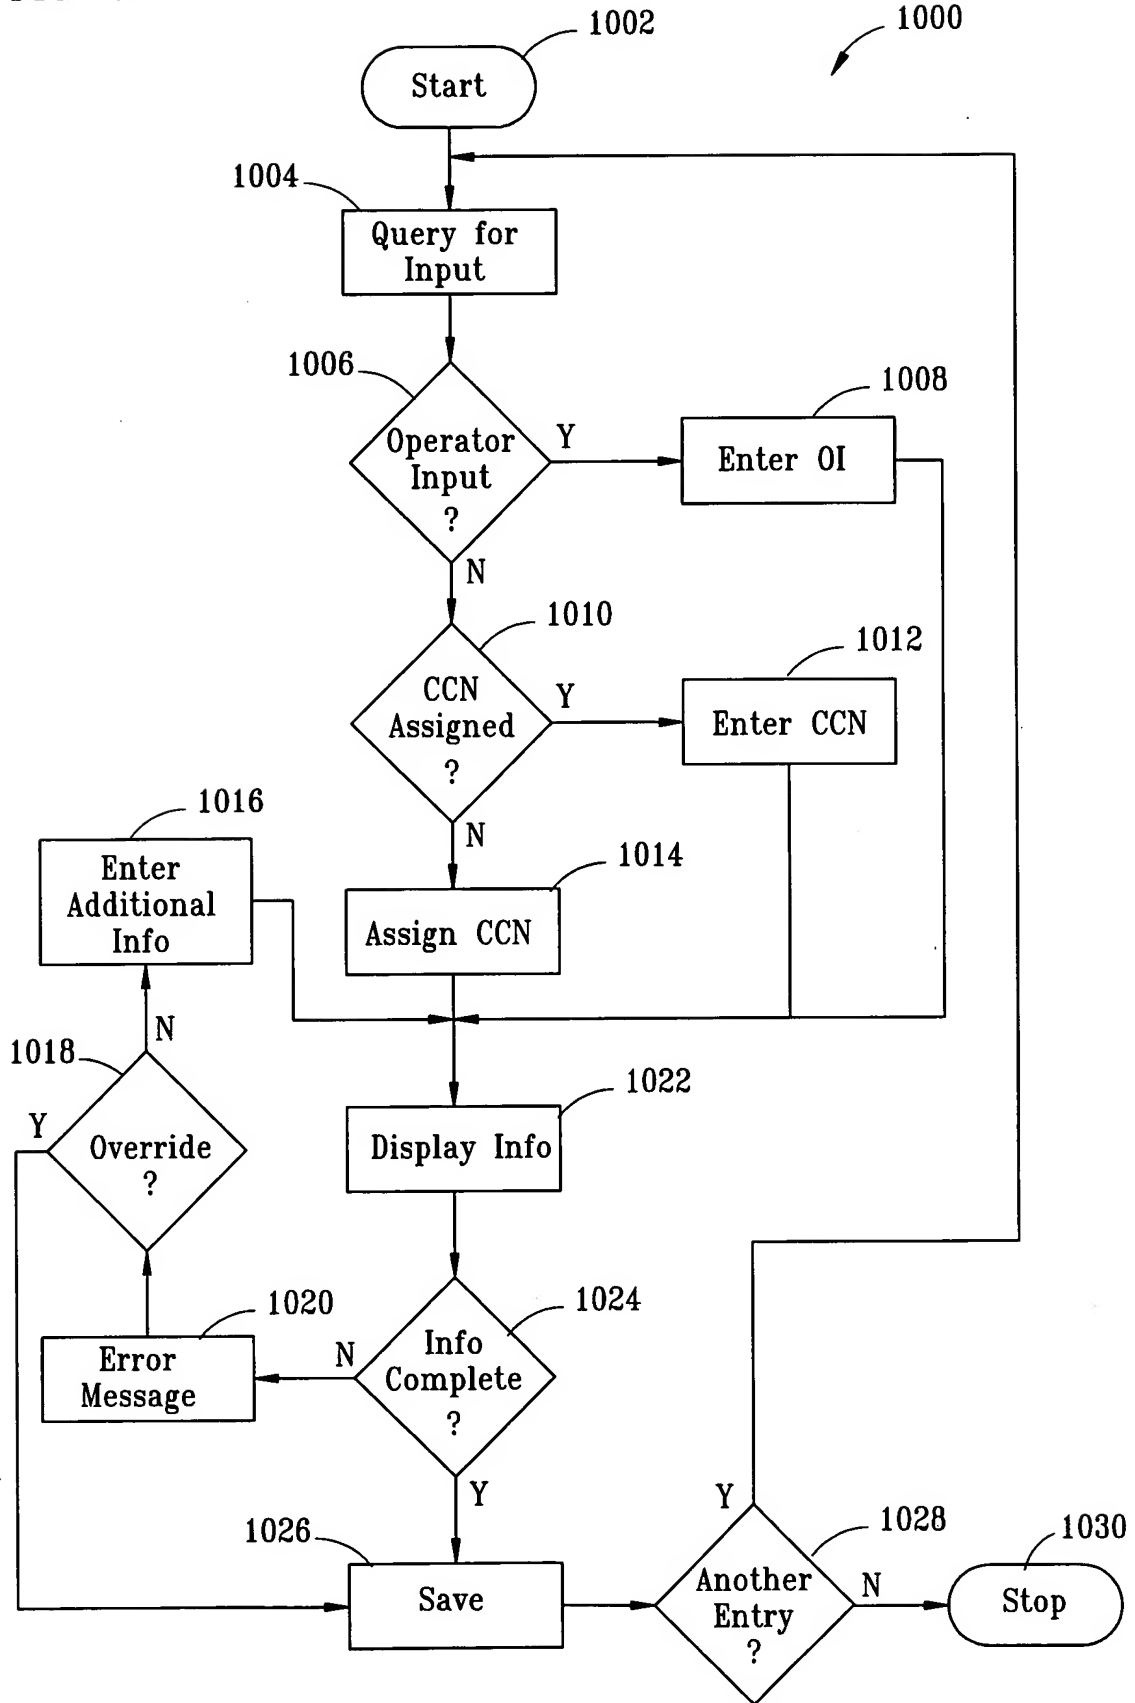 1002
1000
Start
1004
Query for
Input
1006
1008
Operator
Input
?
Y
Enter OI
N
1010
1012
CCN
Assigned
?
Y
Enter CCN
N
1016
1014
Enter
Additional
Info
Assign CCN
N
1018
1022
Y
Override
?
Display Info
1020
1024
Error
Message
N
Info
Complete
?
Y
Y
1026
1028
1030
Save
Another
Entry
?
N
Stop